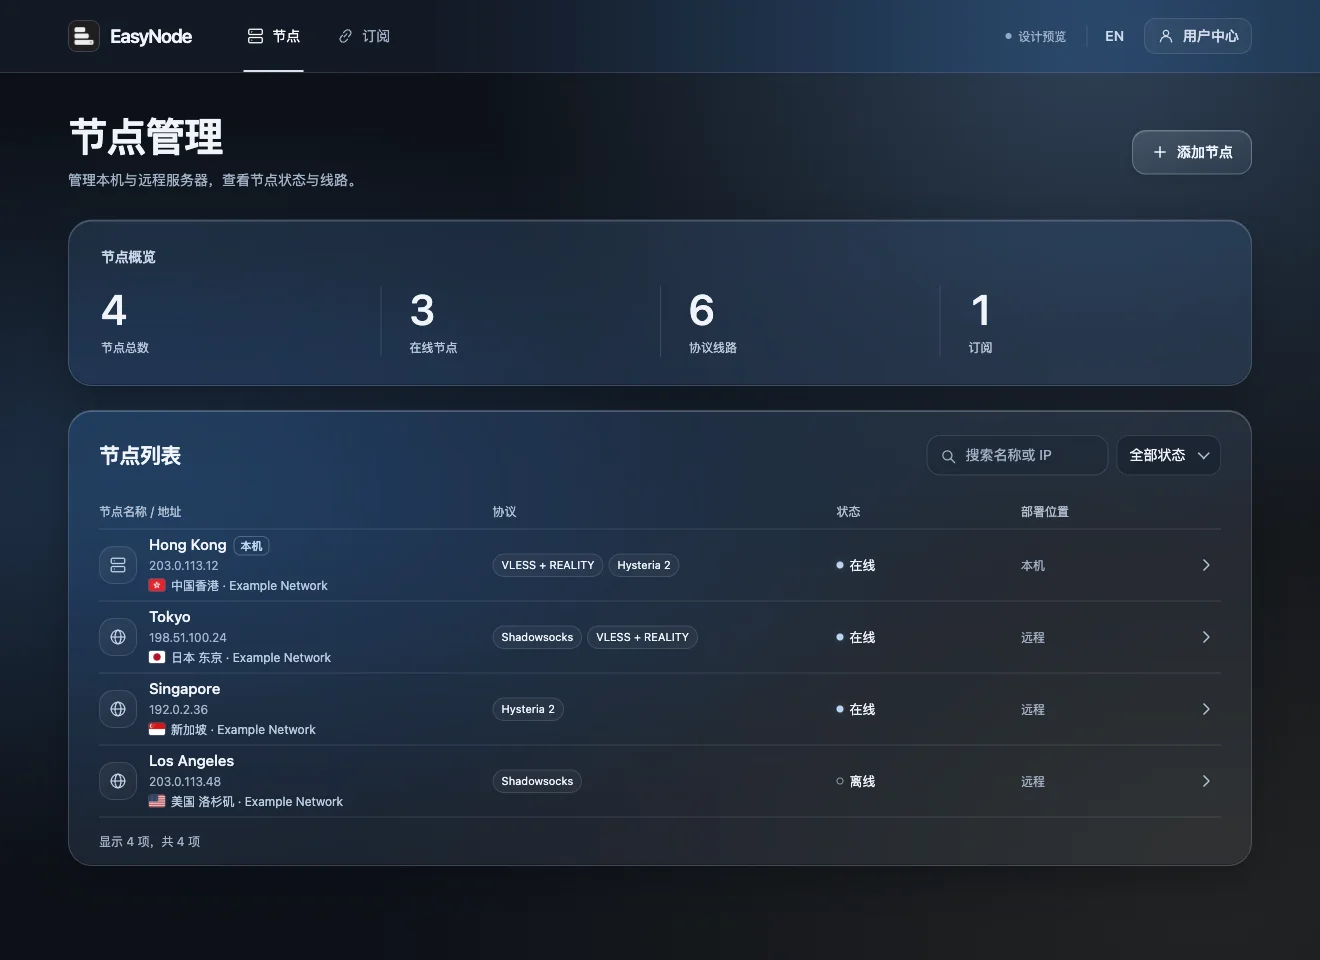 EasyNode
节点
订阅
设计预览
EN
用户中心
节点管理
管理本机与远程服务器，查看节点状态与线路。
添加节点
节点概览
4
节点总数
3
在线节点
6
协议线路
1
订阅
节点列表
搜索名称或 IP
全部状态
节点名称 / 地址
协议
状态
部署位置
Hong Kong 本机
203.0.113.12
中国香港 · Example Network
VLESS + REALITY
Hysteria 2
在线
本机
Tokyo
198.51.100.24
日本 东京 · Example Network
Shadowsocks
VLESS + REALITY
在线
远程
Singapore
192.0.2.36
新加坡 · Example Network
Hysteria 2
在线
远程
Los Angeles
203.0.113.48
美国 洛杉矶 · Example Network
Shadowsocks
离线
远程
显示 4 项，共 4 项